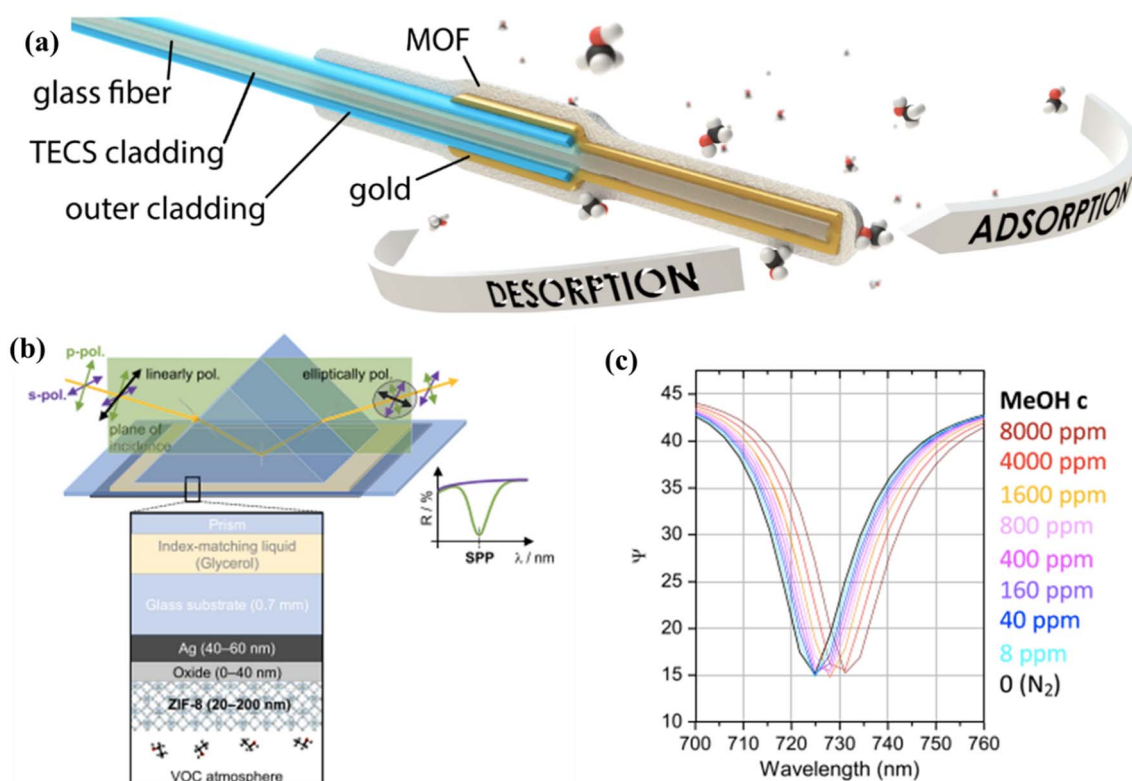 (a)
MOF
glass fiber
TECS cladding
outer cladding
gold
DESORPTION
ADSORPTION
(b)
p-pol.
s-pol.
linearly pol.
elliptically pol.
plane of
incidence
R / %
SPP
λ / nm
Prism
Index-matching liquid
(Glycerol)
Glass substrate (0.7 mm)
Ag (40–60 nm)
Oxide (0–40 nm)
ZIF-8 (20–200 nm)
VOC atmosphere
(c)
45
40
35
30
25
20
15
10
Ψ
700 710 720 730 740 750 760
Wavelength (nm)
MeOH c
8000 ppm
4000 ppm
1600 ppm
800 ppm
400 ppm
160 ppm
40 ppm
8 ppm
0 (N₂)